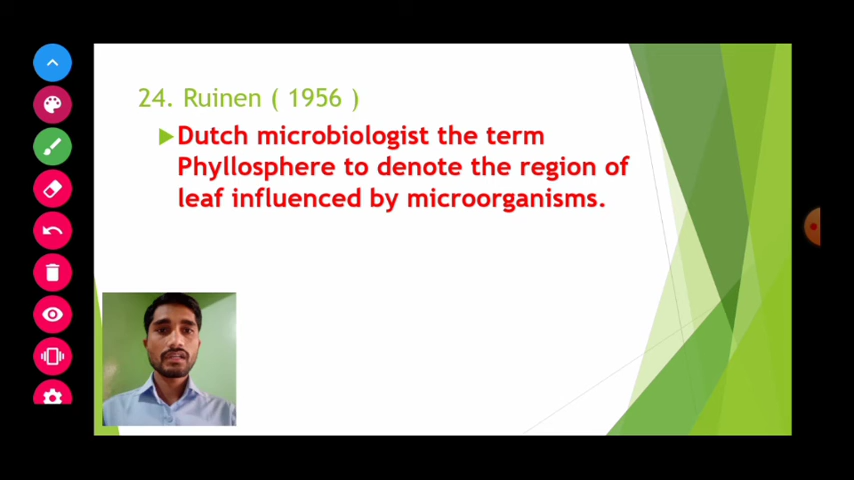 24. Ruinen ( 1956 )
Dutch microbiologist the term
Phyllosphere to denote the region of
leaf influenced by microorganisms.